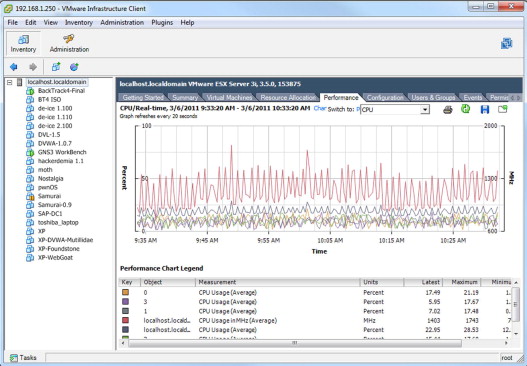 192.168.1.250 - VMware Infrastructure Client
File Edit View Inventory Administration Plugins Help
Inventory Administration
localhost.localdomain
BackTrack4-Final
BT4 ISO
de-ice 1.100
de-ice 1.110
de-ice 2.100
DVL-1.5
DVWA-1.0.7
GNS3 WorkBench
hackerdemia 1.1
moth
Nostalgia
pwnOS
Samurai
Samurai-0.9
SAP-DC1
toshiba_laptop
XP
XP-DVWA-Mutillidae
XP-Foundstone
XP-WebGoat
localhost.localdomain VMware ESX Server 3i, 3.5.0, 153875
Getting Started Summary Virtual Machines Resource Allocation Performance Configuration Users & Groups Events Permis
CPU/Real-time, 3/6/2011 9:33:20 AM - 3/6/2011 10:33:20 AM Char Switch to: CPU
Graph refreshes every 20 seconds
100 2000
Percent 50 MHz
0 600
9:35 AM 9:45 AM 9:55 AM 10:05 AM 10:15 AM 10:25 AM
Time
Performance Chart Legend
Key Object Measurement Units Latest Maximum Minimu
0 CPU Usage (Average) Percent 17.49 21.19 1.
3 CPU Usage (Average) Percent 5.95 17.67 1.
1 CPU Usage (Average) Percent 7.02 17.48 0.
localhost.locald... CPU Usage in MHz (Average) MHz 1403 1743 7
localhost.locald... CPU Usage (Average) Percent 22.95 28.53 12.
Tasks root